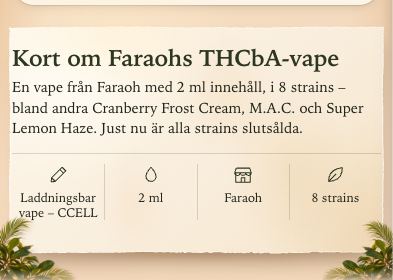 Kort om Faraohs THCbA-vape
En vape från Faraoh med 2 ml innehåll, i 8 strains –
bland andra Cranberry Frost Cream, M.A.C. och Super
Lemon Haze. Just nu är alla strains slutsålda.
Laddningsbar
vape – CCELL
2 ml
Faraoh
8 strains